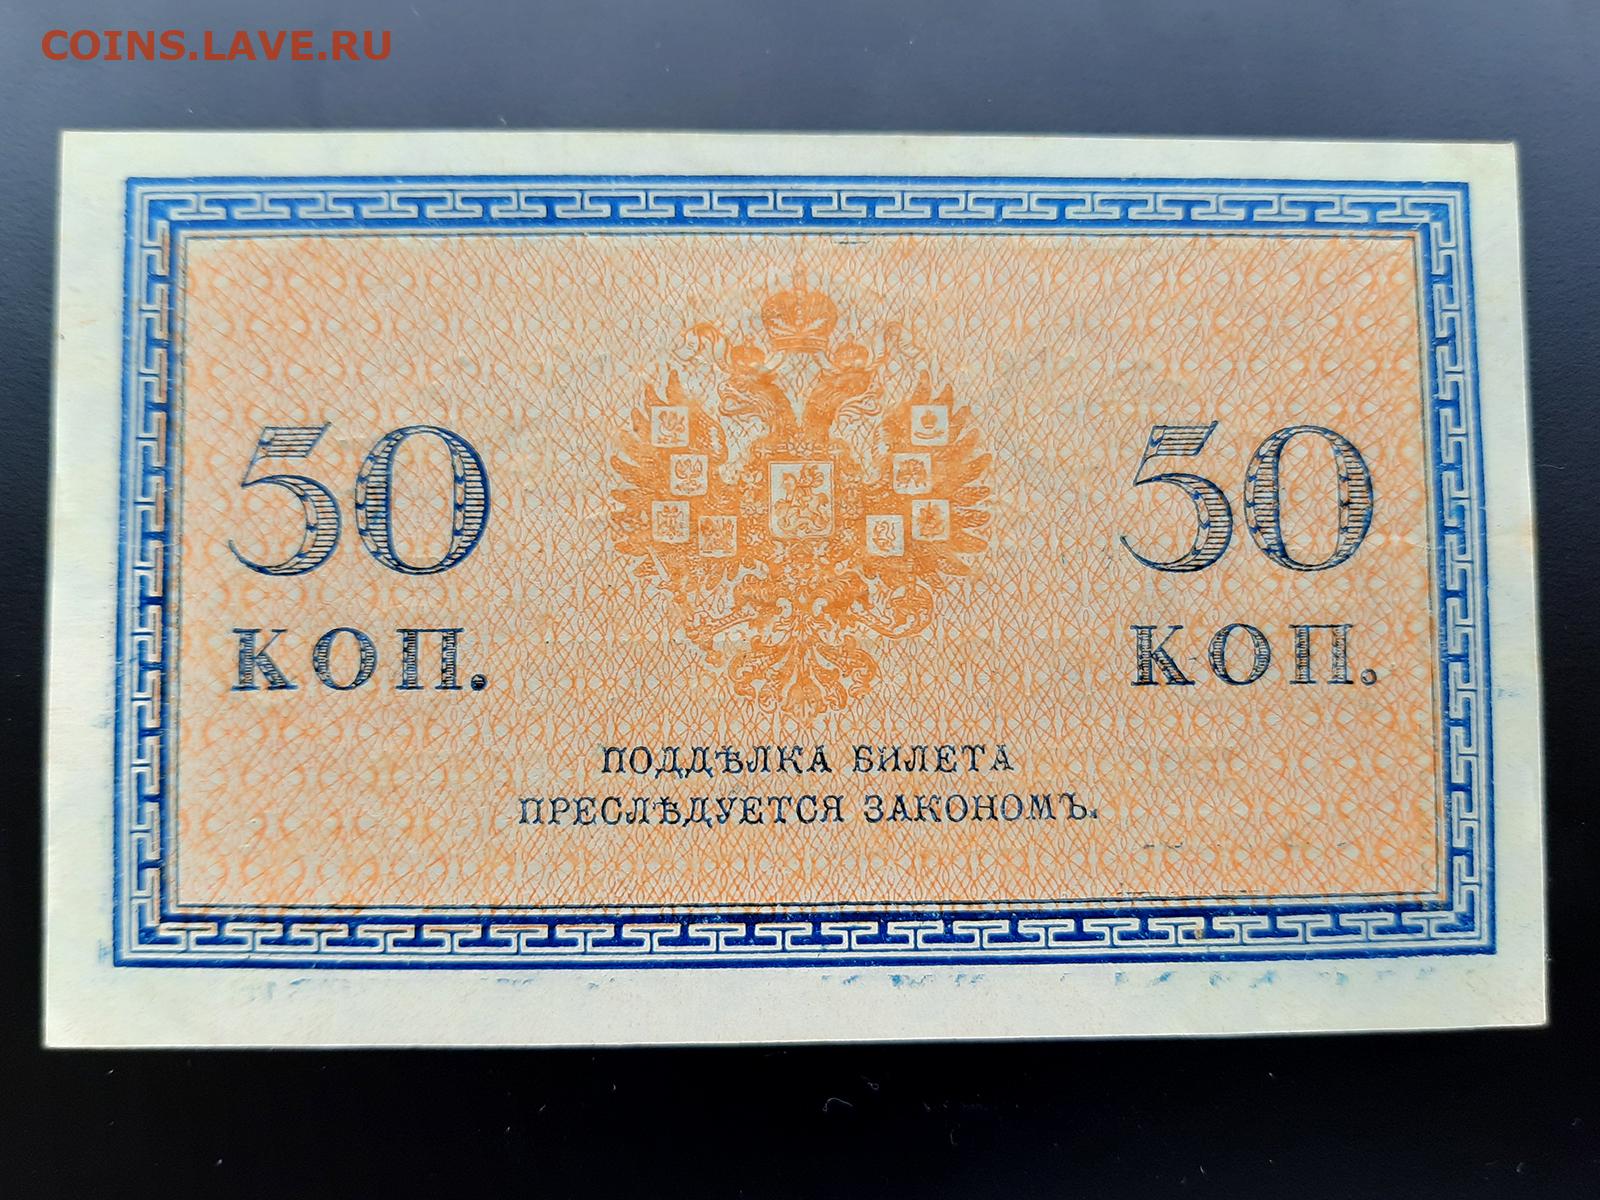 COINS.LAVE.RU
50 50
КОП. КОП.
ПОДДѢЛКА БИЛЕТА
ПРЕСЛѢДУЕТСЯ ЗАКОНОМЪ.